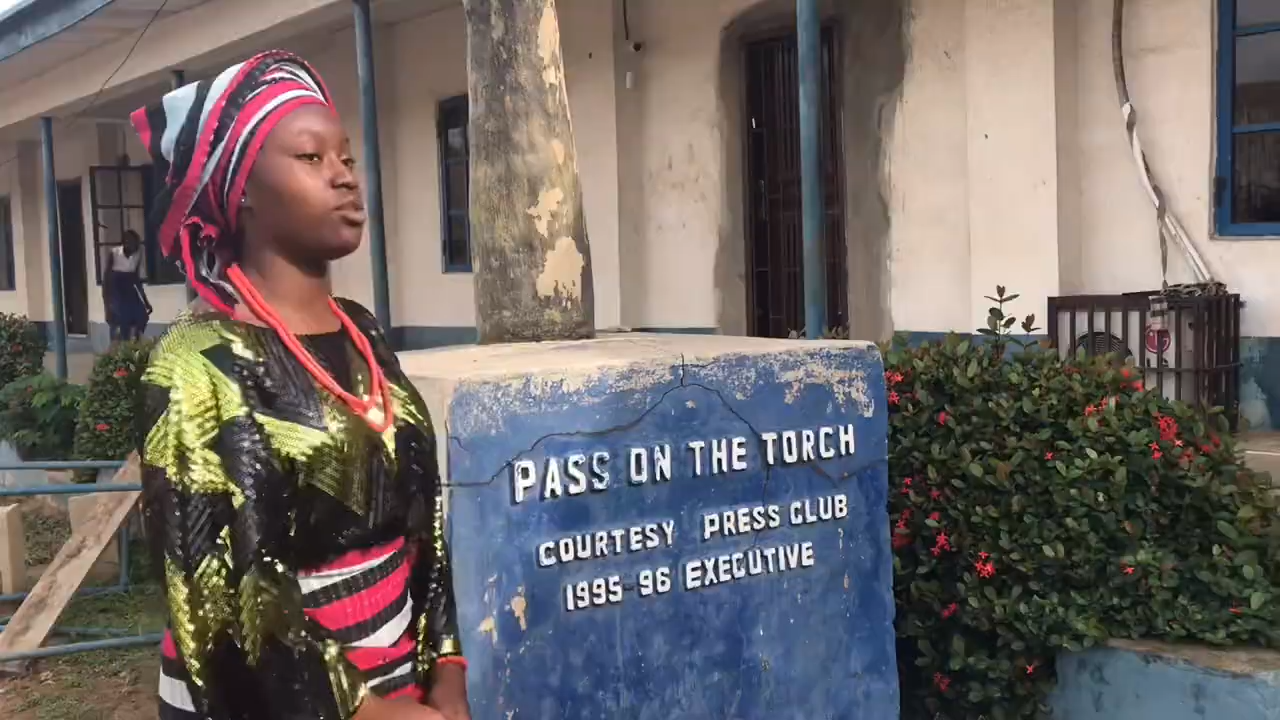 PASS ON THE TORCH
COURTESY PRESS CLUB
1995-96 EXECUTIVE